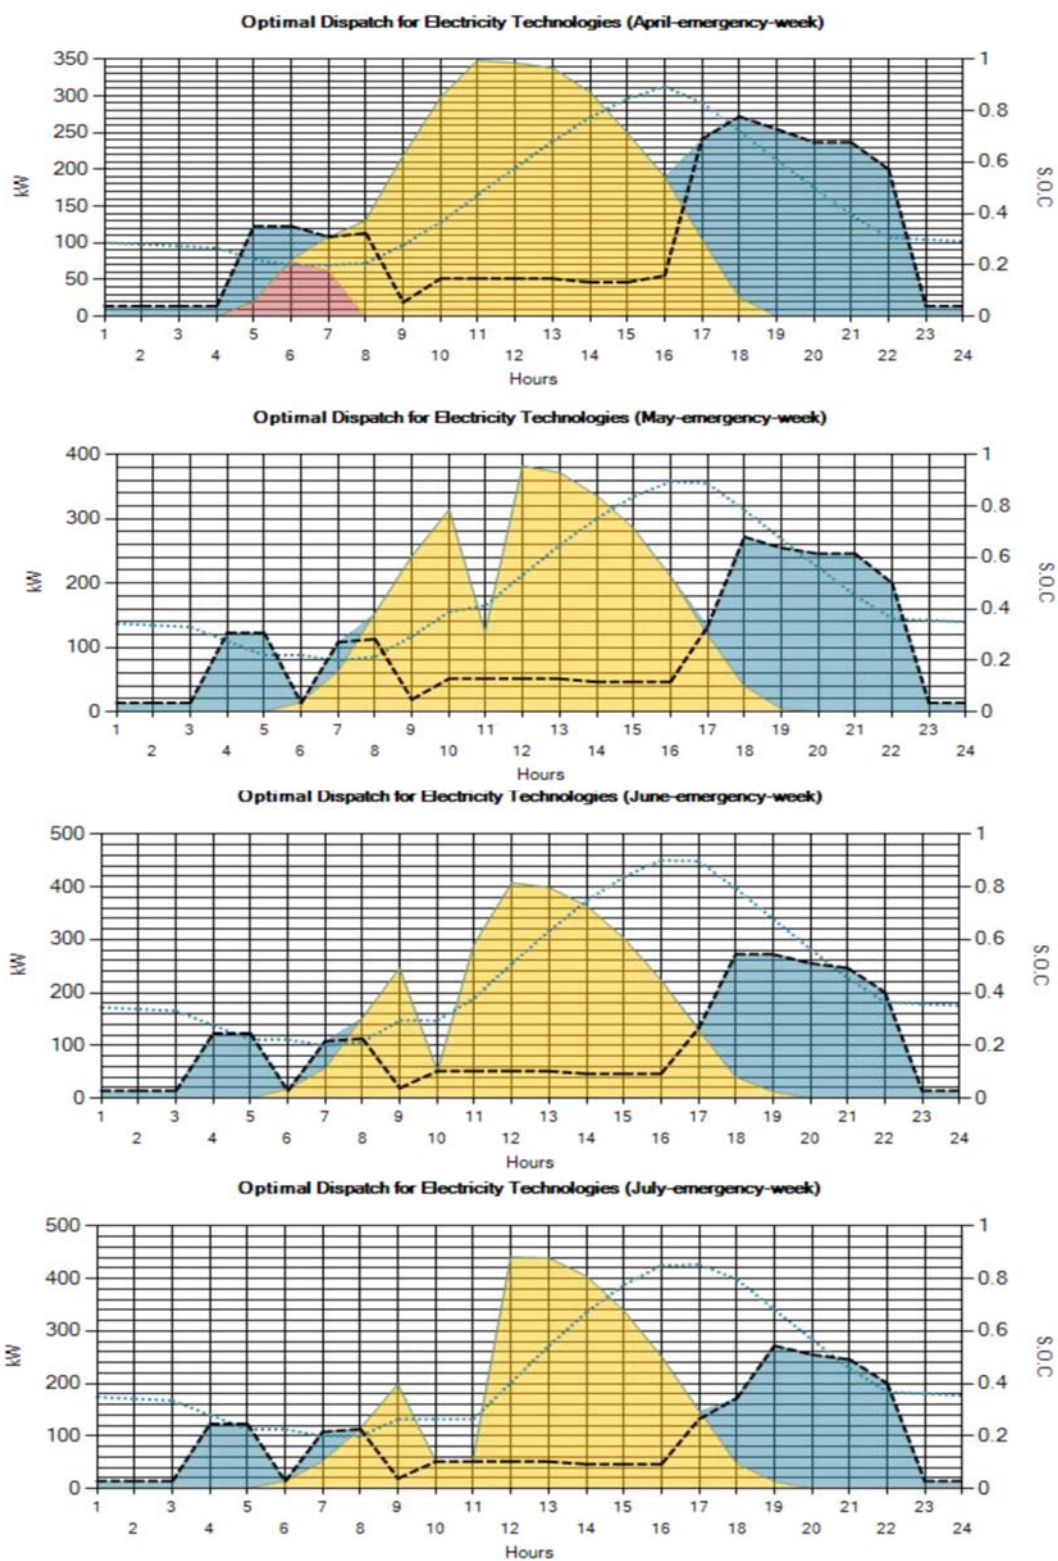 Optimal Dispatch for Electricity Technologies (April-emergency-week)
350 1
300 0.8
250
200 0.6
150 0.4
100 0.2
50
0 0
kW S.O.C
1 3 5 7 9 11 13 15 17 19 21 23
2 4 6 8 10 12 14 16 18 20 22 24
Hours
Optimal Dispatch for Electricity Technologies (May-emergency-week)
400 1
300 0.8
200 0.6
0.4
100 0.2
0 0
kW S.O.C
1 3 5 7 9 11 13 15 17 19 21 23
2 4 6 8 10 12 14 16 18 20 22 24
Hours
Optimal Dispatch for Electricity Technologies (June-emergency-week)
500 1
400 0.8
300 0.6
200 0.4
100 0.2
0 0
kW S.O.C
1 3 5 7 9 11 13 15 17 19 21 23
2 4 6 8 10 12 14 16 18 20 22 24
Hours
Optimal Dispatch for Electricity Technologies (July-emergency-week)
500 1
400 0.8
300 0.6
200 0.4
100 0.2
0 0
kW S.O.C
1 3 5 7 9 11 13 15 17 19 21 23
2 4 6 8 10 12 14 16 18 20 22 24
Hours